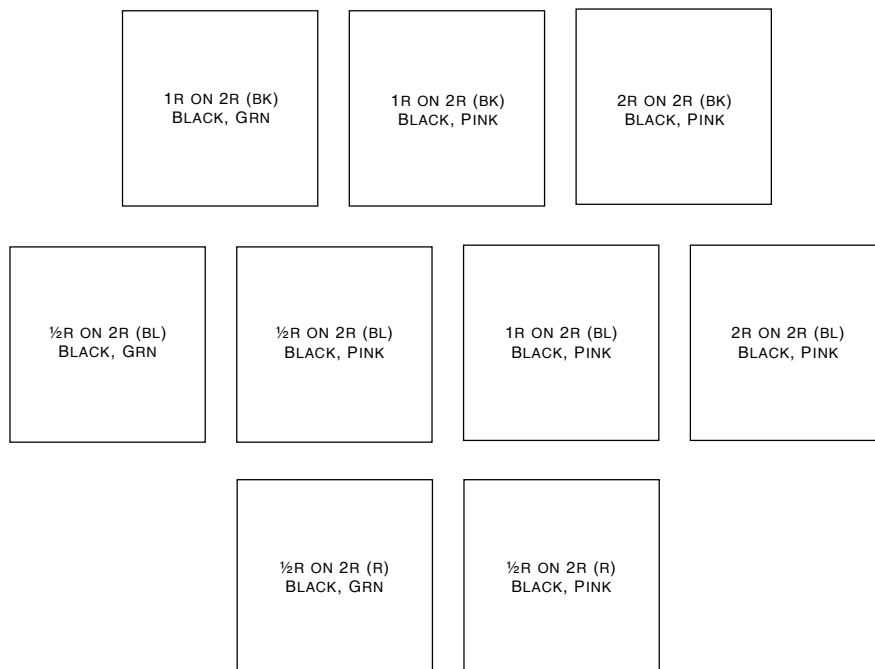 1R ON 2R (BK)
BLACK, GRN
1R ON 2R (BK)
BLACK, PINK
2R ON 2R (BK)
BLACK, PINK
½R ON 2R (BL)
BLACK, GRN
½R ON 2R (BL)
BLACK, PINK
1R ON 2R (BL)
BLACK, PINK
2R ON 2R (BL)
BLACK, PINK
½R ON 2R (R)
BLACK, GRN
½R ON 2R (R)
BLACK, PINK